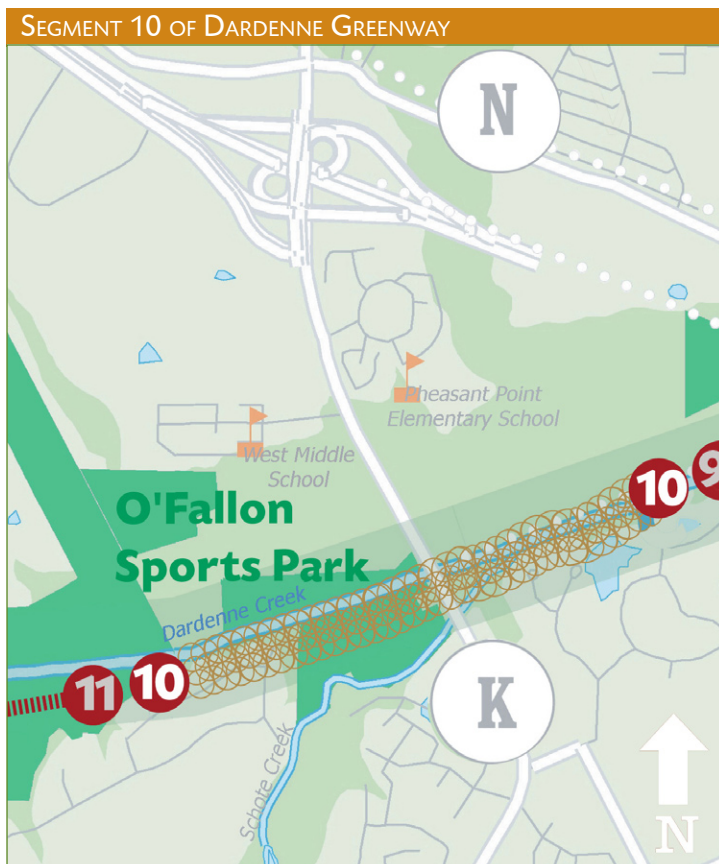 SEGMENT 10 OF DARDENNE GREENWAY
N
Pheasant Point
Elementary School
West Middle
School
9
10
O'Fallon
Sports Park
Dardenne Creek
11
10
K
Schote Creek
N